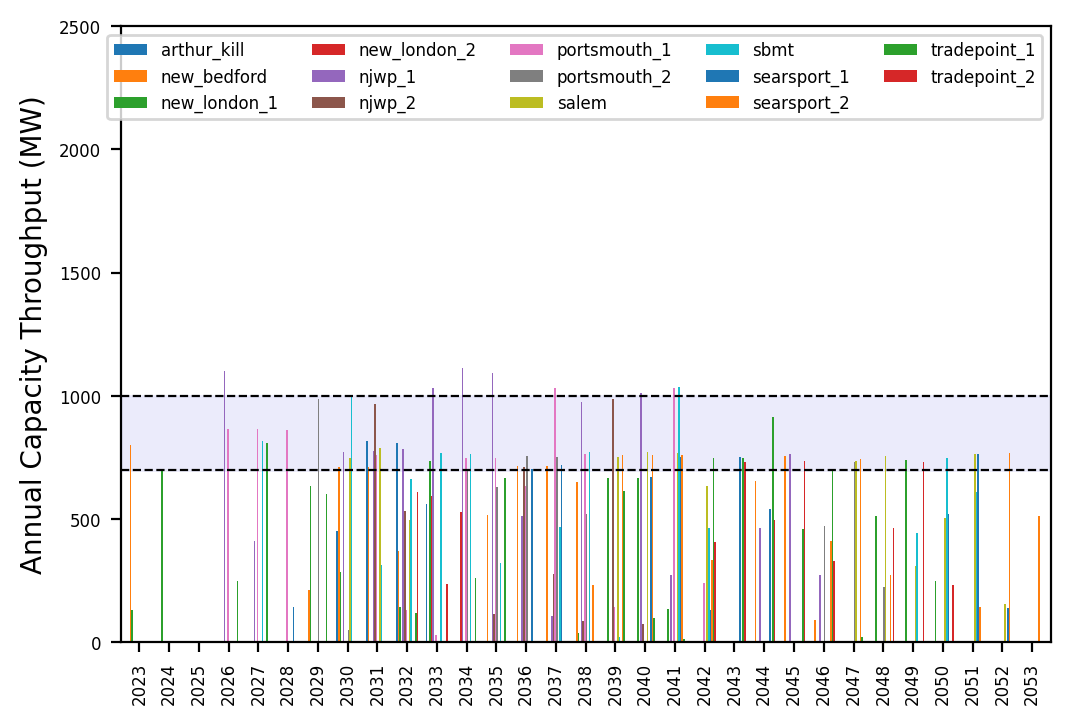 Annual Capacity Throughput (MW)
2500
2000
1500
1000
500
0
arthur_kill
new_bedford
new_london_1
new_london_2
njwp_1
njwp_2
portsmouth_1
portsmouth_2
salem
sbmt
searsport_1
searsport_2
tradepoint_1
tradepoint_2
2023
2024
2025
2026
2027
2028
2029
2030
2031
2032
2033
2034
2035
2036
2037
2038
2039
2040
2041
2042
2043
2044
2045
2046
2047
2048
2049
2050
2051
2052
2053